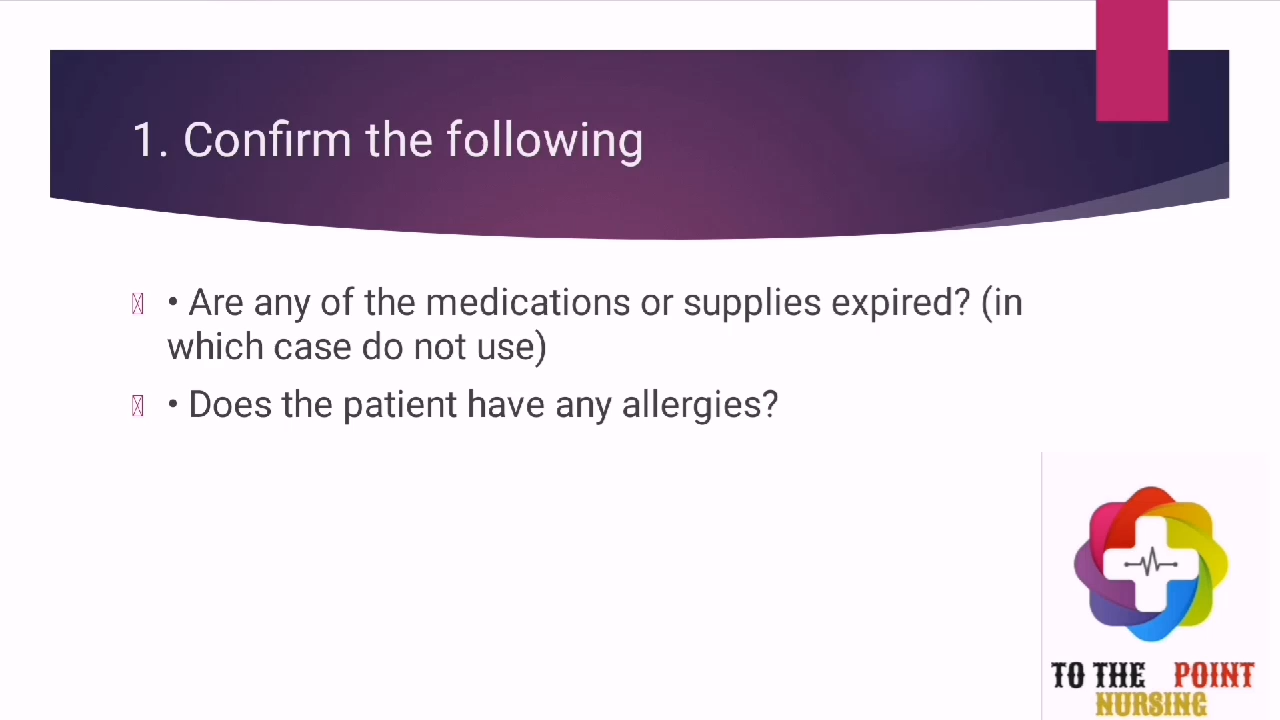 1. Confirm the following
• Are any of the medications or supplies expired? (in
which case do not use)
• Does the patient have any allergies?
TO THE POINT
NURSING